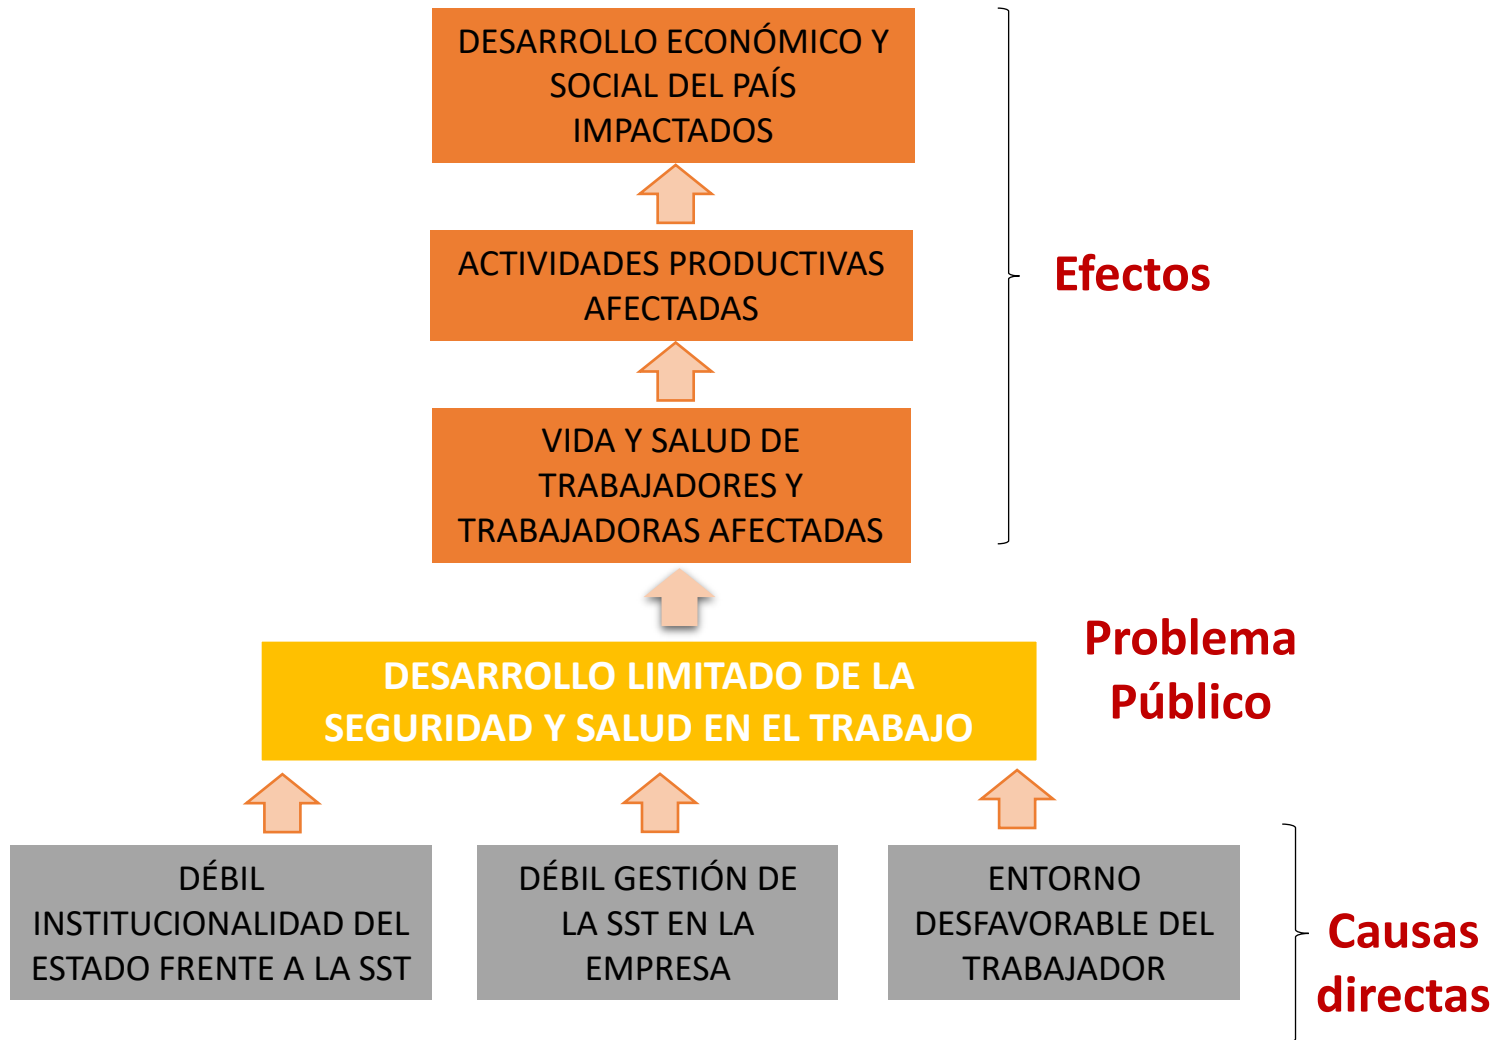 DESARROLLO ECONÓMICO Y
SOCIAL DEL PAÍS
IMPACTADOS
ACTIVIDADES PRODUCTIVAS
AFECTADAS
Efectos
VIDA Y SALUD DE
TRABAJADORES Y
TRABAJADORAS AFECTADAS
Problema
Público
DESARROLLO LIMITADO DE LA
SEGURIDAD Y SALUD EN EL TRABAJO
DÉBIL
INSTITUCIONALIDAD DEL
ESTADO FRENTE A LA SST
DÉBIL GESTIÓN DE
LA SST EN LA
EMPRESA
ENTORNO
DESFAVORABLE DEL
TRABAJADOR
Causas
directas